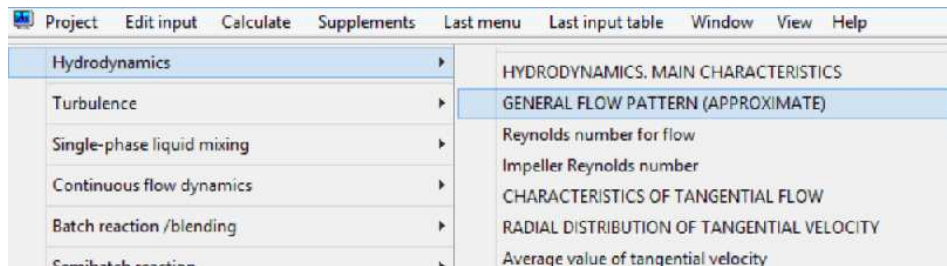 Project Edit input Calculate Supplements Last menu Last input table Window View Help
Hydrodynamics
Turbulence
Single-phase liquid mixing
Continuous flow dynamics
Batch reaction /blending
Semibatch reaction
HYDRODYNAMICS. MAIN CHARACTERISTICS
GENERAL FLOW PATTERN (APPROXIMATE)
Reynolds number for flow
Impeller Reynolds number
CHARACTERISTICS OF TANGENTIAL FLOW
RADIAL DISTRIBUTION OF TANGENTIAL VELOCITY
Average value of tangential velocity